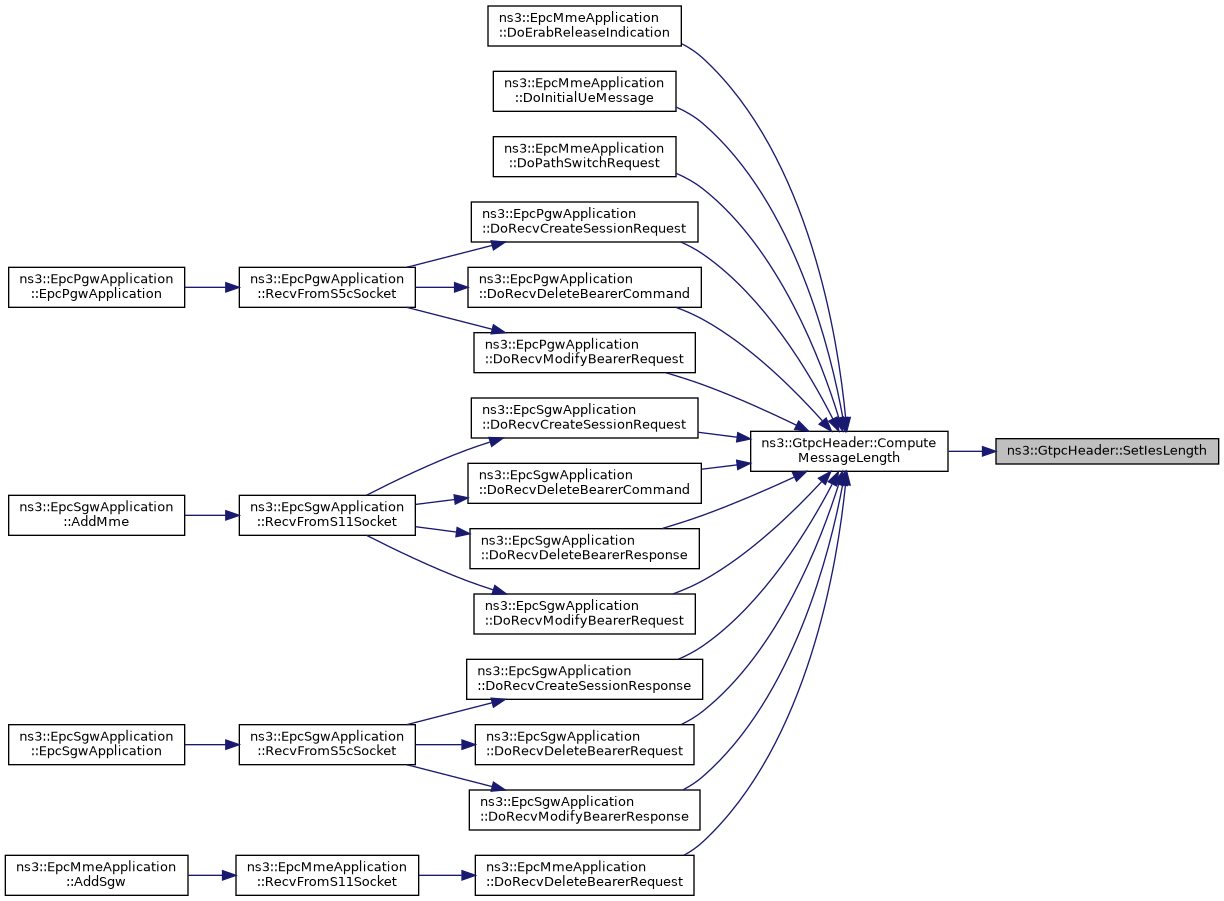 ns3::EpcMmeApplication
::DoErabReleaseIndication
ns3::EpcMmeApplication
::DoInitialUeMessage
ns3::EpcMmeApplication
::DoPathSwitchRequest
ns3::EpcPgwApplication
::DoRecvCreateSessionRequest
ns3::EpcPgwApplication
::EpcPgwApplication
ns3::EpcPgwApplication
::RecvFromS5cSocket
ns3::EpcPgwApplication
::DoRecvDeleteBearerCommand
ns3::EpcPgwApplication
::DoRecvModifyBearerRequest
ns3::EpcSgwApplication
::DoRecvCreateSessionRequest
ns3::GtpcHeader::Compute
MessageLength
ns3::GtpcHeader::SetIesLength
ns3::EpcSgwApplication
::DoRecvDeleteBearerCommand
ns3::EpcSgwApplication
::AddMme
ns3::EpcSgwApplication
::RecvFromS11Socket
ns3::EpcSgwApplication
::DoRecvDeleteBearerResponse
ns3::EpcSgwApplication
::DoRecvModifyBearerRequest
ns3::EpcSgwApplication
::DoRecvCreateSessionResponse
ns3::EpcSgwApplication
::EpcSgwApplication
ns3::EpcSgwApplication
::RecvFromS5cSocket
ns3::EpcSgwApplication
::DoRecvDeleteBearerRequest
ns3::EpcSgwApplication
::DoRecvModifyBearerResponse
ns3::EpcMmeApplication
::AddSgw
ns3::EpcMmeApplication
::RecvFromS11Socket
ns3::EpcMmeApplication
::DoRecvDeleteBearerRequest